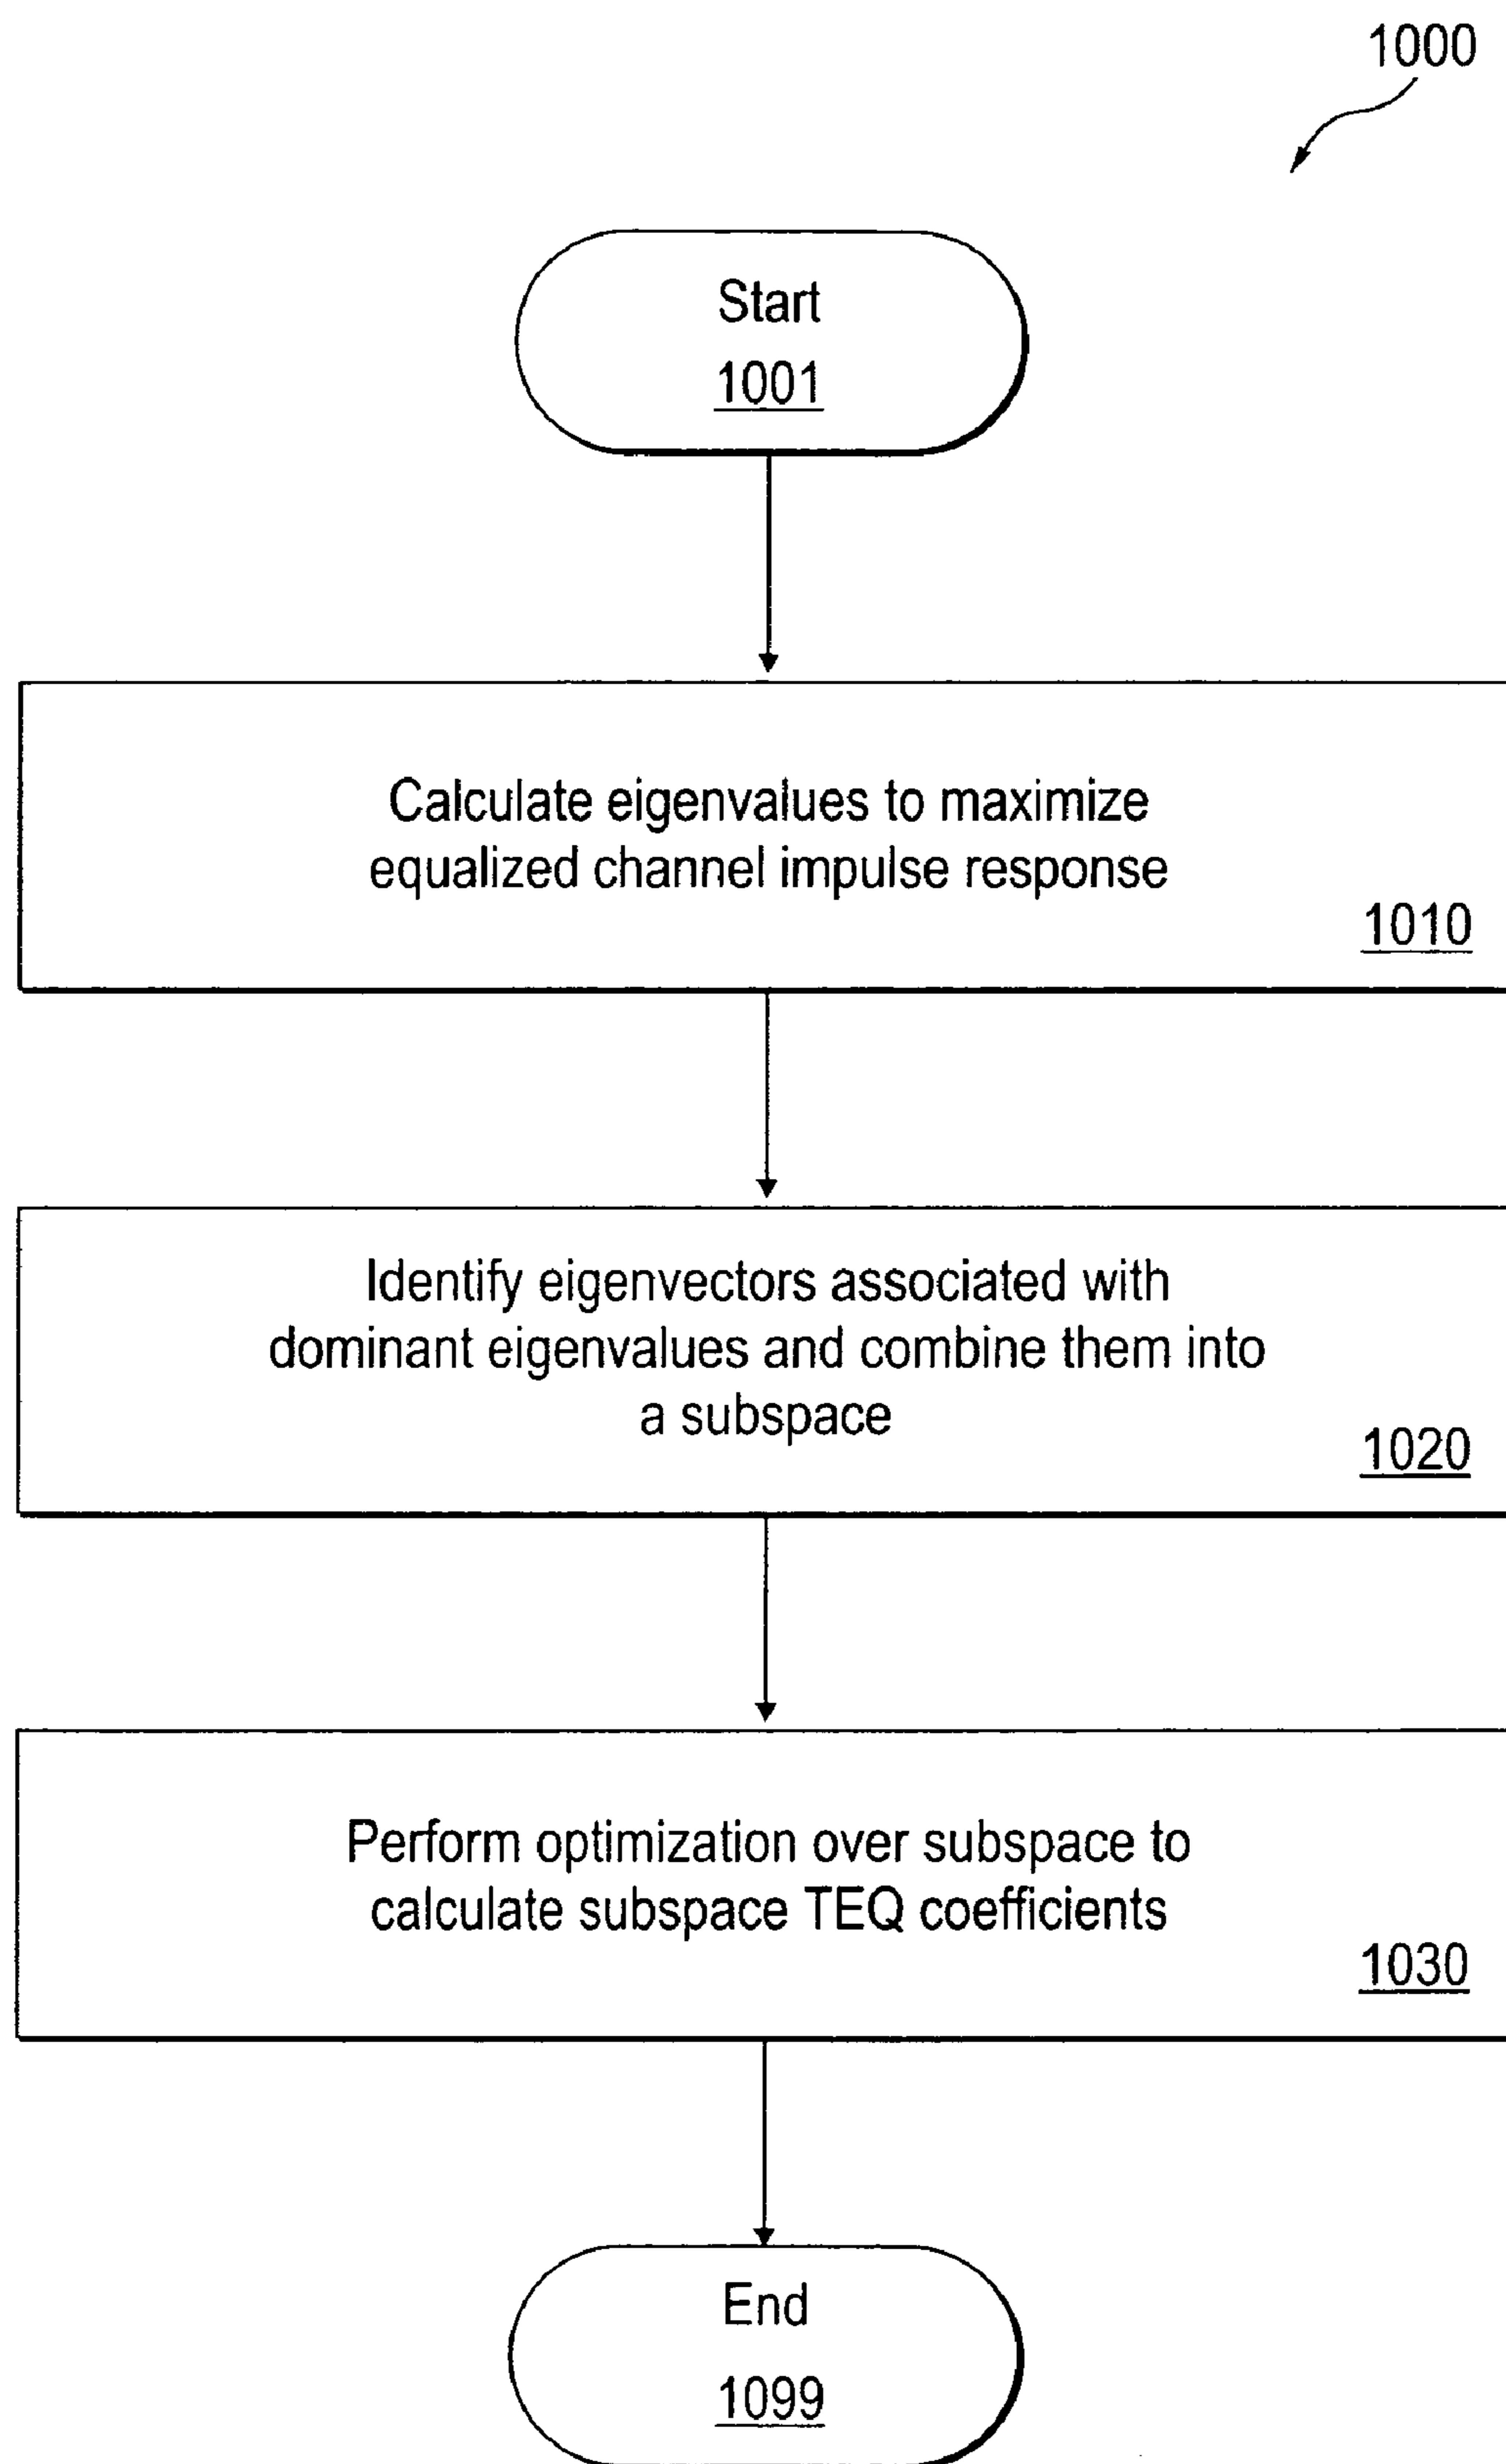 1000
Start
1001
Calculate eigenvalues to maximize
equalized channel impulse response
1010
Identify eigenvectors associated with
dominant eigenvalues and combine them into
a subspace
1020
Perform optimization over subspace to
calculate subspace TEQ coefficients
1030
End
1099